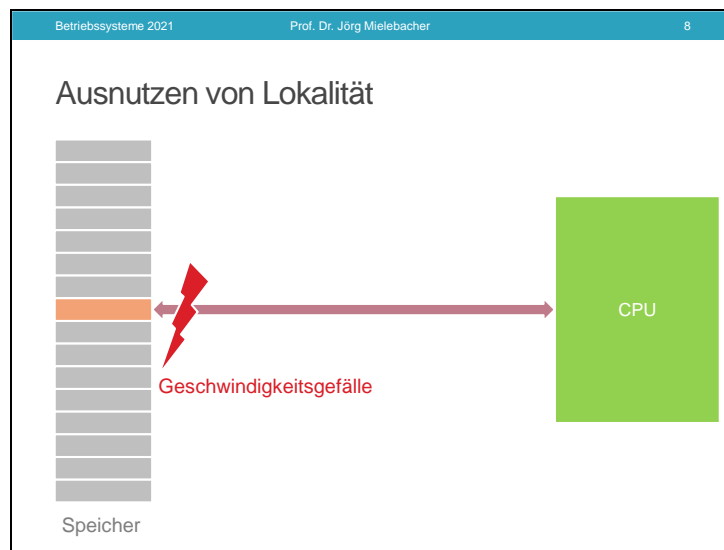 Betriebssysteme 2021 Prof. Dr. Jörg Mielebacher 8
Ausnutzen von Lokalität
CPU
Geschwindigkeitsgefälle
Speicher